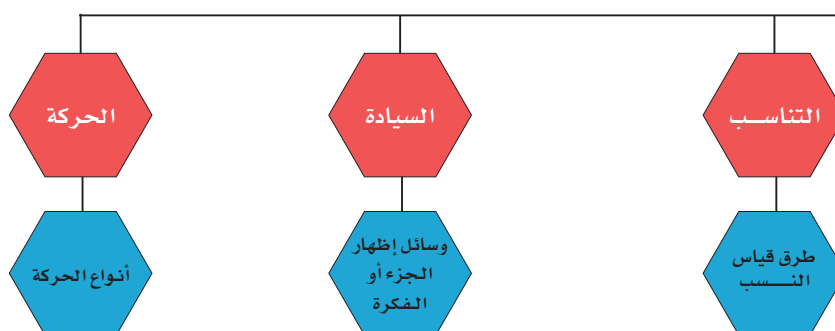 التناسب
السيادة
الحركة
طرق قياس
النسب
وسائل إظهار
الجزء أو
الفكرة
أنواع الحركة